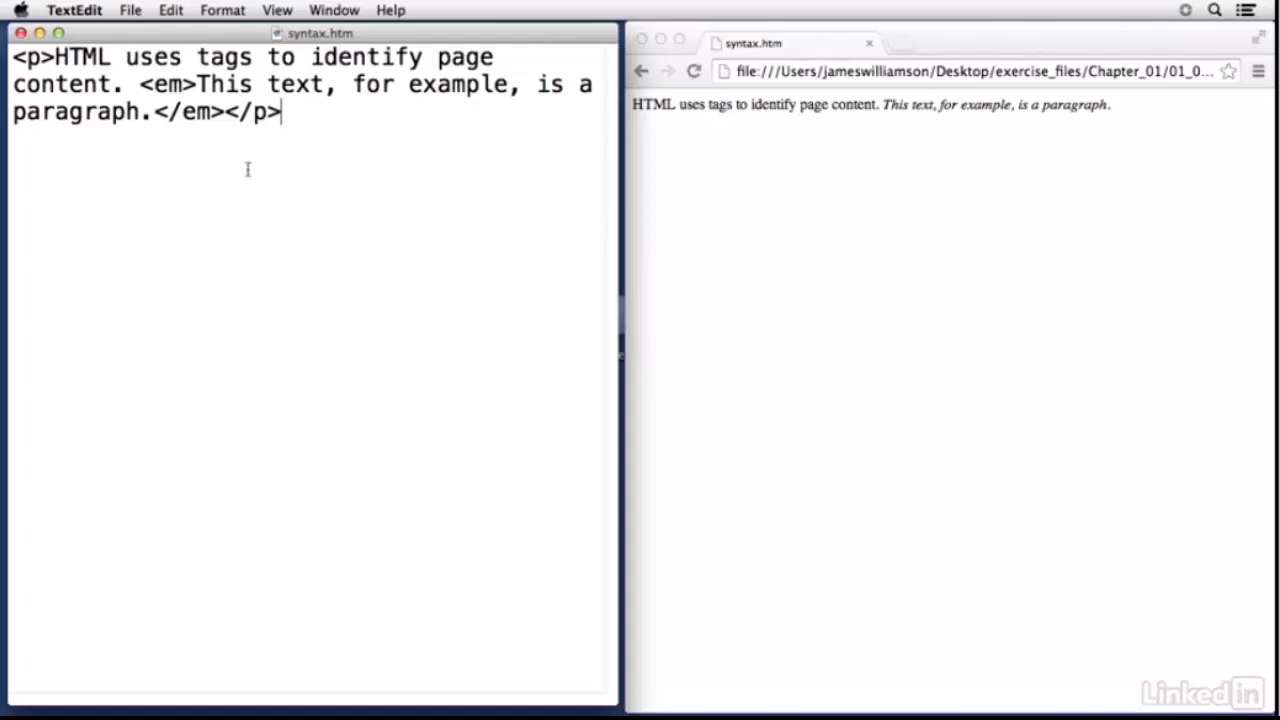 TextEdit File Edit Format View Window Help
syntax.htm
<p>HTML uses tags to identify page
content. <em>This text, for example, is a
paragraph.</em></p>
syntax.htm
file:///Users/jameswilliamson/Desktop/exercise_files/Chapter_01/01_0...
HTML uses tags to identify page content. This text, for example, is a paragraph.
LinkedIn